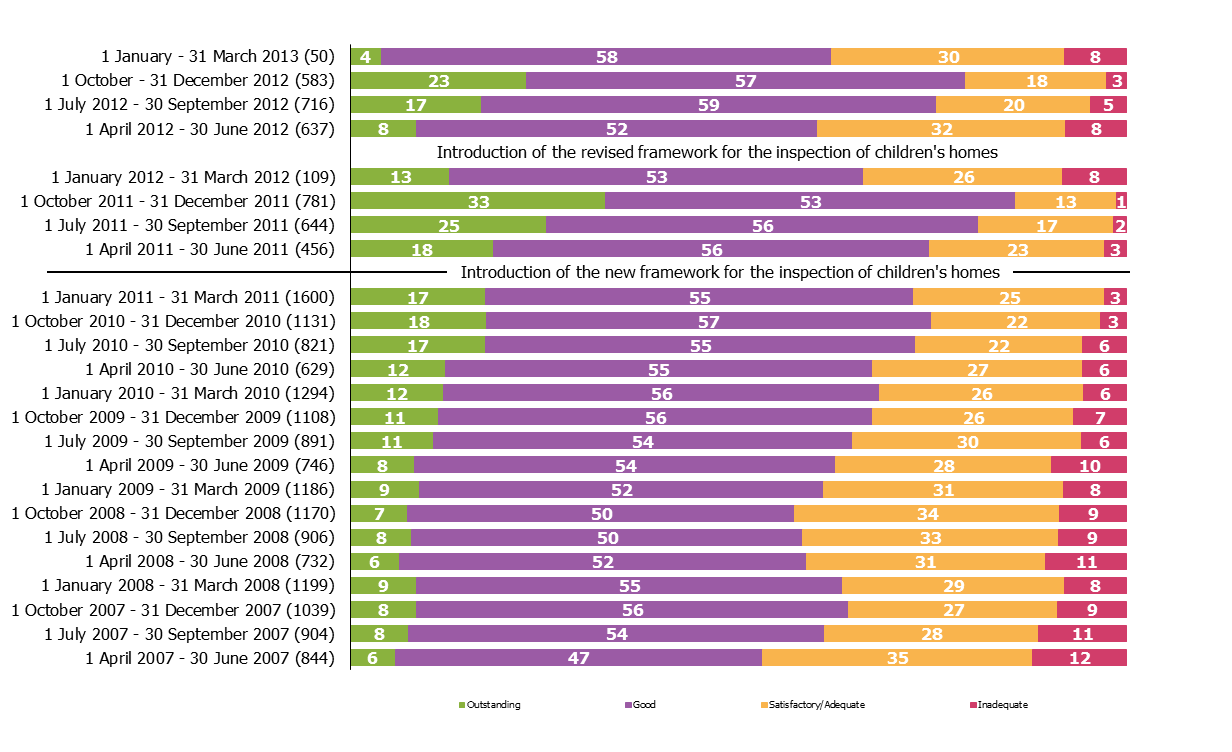 1 January - 31 March 2013 (50) 4 58 30 8
1 October - 31 December 2012 (583) 23 57 18 3
1 July 2012 - 30 September 2012 (716) 17 59 20 5
1 April 2012 - 30 June 2012 (637) 8 52 32 8
Introduction of the revised framework for the inspection of children's homes
1 January 2012 - 31 March 2012 (109) 13 53 26 8
1 October 2011 - 31 December 2011 (781) 33 53 13 1
1 July 2011 - 30 September 2011 (644) 25 56 17 2
1 April 2011 - 30 June 2011 (456) 18 56 23 3
Introduction of the new framework for the inspection of children's homes
1 January 2011 - 31 March 2011 (1600) 17 55 25 3
1 October 2010 - 31 December 2010 (1131) 18 57 22 3
1 July 2010 - 30 September 2010 (821) 17 55 22 6
1 April 2010 - 30 June 2010 (629) 12 55 27 6
1 January 2010 - 31 March 2010 (1294) 12 56 26 6
1 October 2009 - 31 December 2009 (1108) 11 56 26 7
1 July 2009 - 30 September 2009 (891) 11 54 30 6
1 April 2009 - 30 June 2009 (746) 8 54 28 10
1 January 2009 - 31 March 2009 (1186) 9 52 31 8
1 October 2008 - 31 December 2008 (1170) 7 50 34 9
1 July 2008 - 30 September 2008 (906) 8 50 33 9
1 April 2008 - 30 June 2008 (732) 6 52 31 11
1 January 2008 - 31 March 2008 (1199) 9 55 29 8
1 October 2007 - 31 December 2007 (1039) 8 56 27 9
1 July 2007 - 30 September 2007 (904) 8 54 28 11
1 April 2007 - 30 June 2007 (844) 6 47 35 12
Outstanding Good Satisfactory/Adequate Inadequate